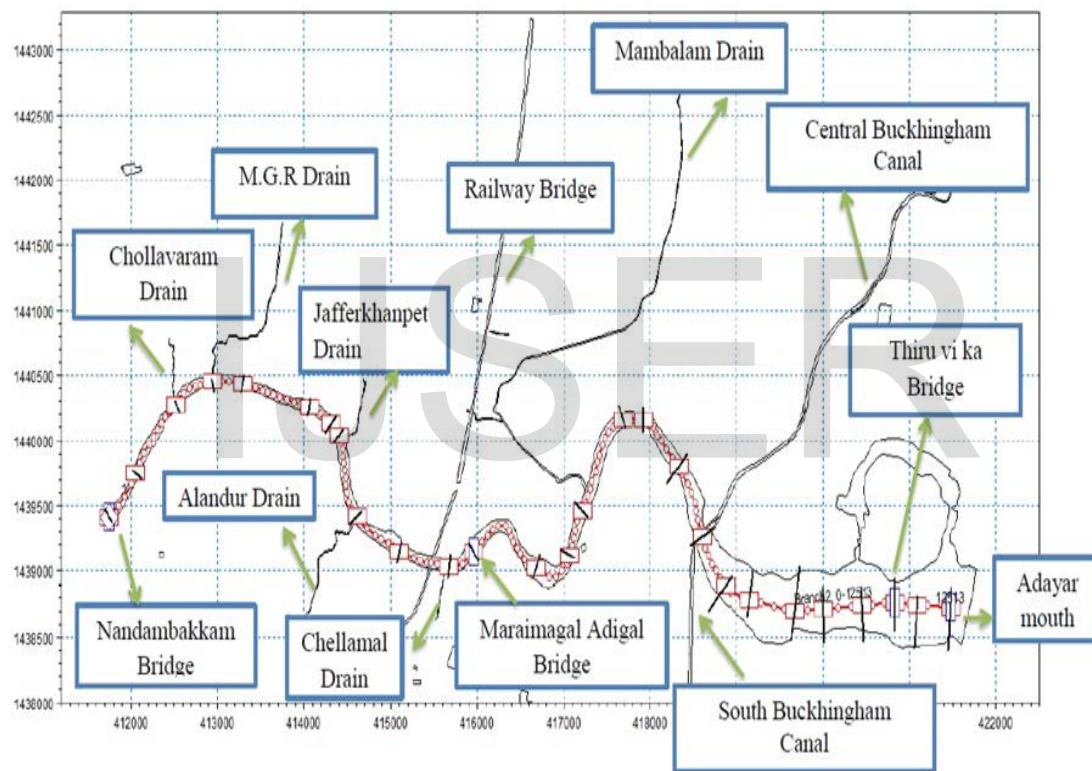 1443000
1442500
1442000
1441500
1441000
1440500
1440000
1439500
1439000
1438500
1438000
412000
413000
414000
415000
416000
417000
418000
422000
Mambalam Drain
Central Buckhingham
Canal
M.G.R Drain
Railway Bridge
Chollavaram
Drain
Jafferkhanpet
Drain
Thiru vi ka
Bridge
IJSER
Alandur Drain
Nandambakkam
Bridge
Chellamal
Drain
Maraimagal Adigal
Bridge
South Buckhingham
Canal
Adayar
mouth